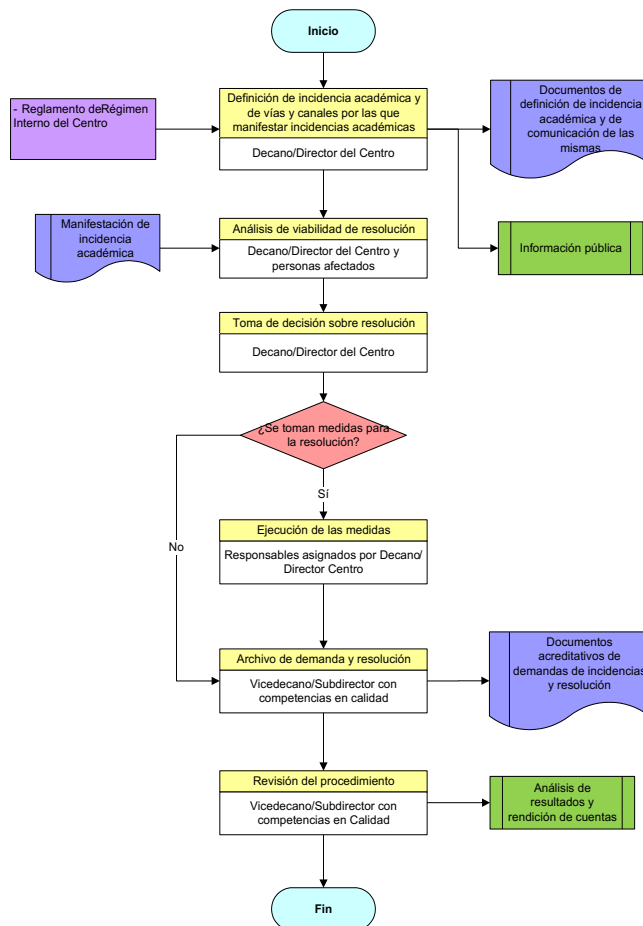 Inicio
- Reglamento deRégimen
Interno del Centro
Definición de incidencia académica y
de vías y canales por las que
manifestar incidencias académicas
Decano/Director del Centro
Documentos de
definición de incidencia
académica y de
comunicación de las
mismas
Información pública
Manifestación de
incidencia
académica
Análisis de viabilidad de resolución
Decano/Director del Centro y
personas afectados
Toma de decisión sobre resolución
Decano/Director del Centro
¿Se toman medidas para
la resolución?
Sí
No
Ejecución de las medidas
Responsables asignados por Decano/
Director Centro
Archivo de demanda y resolución
Vicedecano/Subdirector con
competencias en calidad
Documentos
acreditativos de
demandas de incidencias
y resolución
Revisión del procedimiento
Vicedecano/Subdirector con
competencias en Calidad
Análisis de
resultados y
rendición de cuentas
Fin